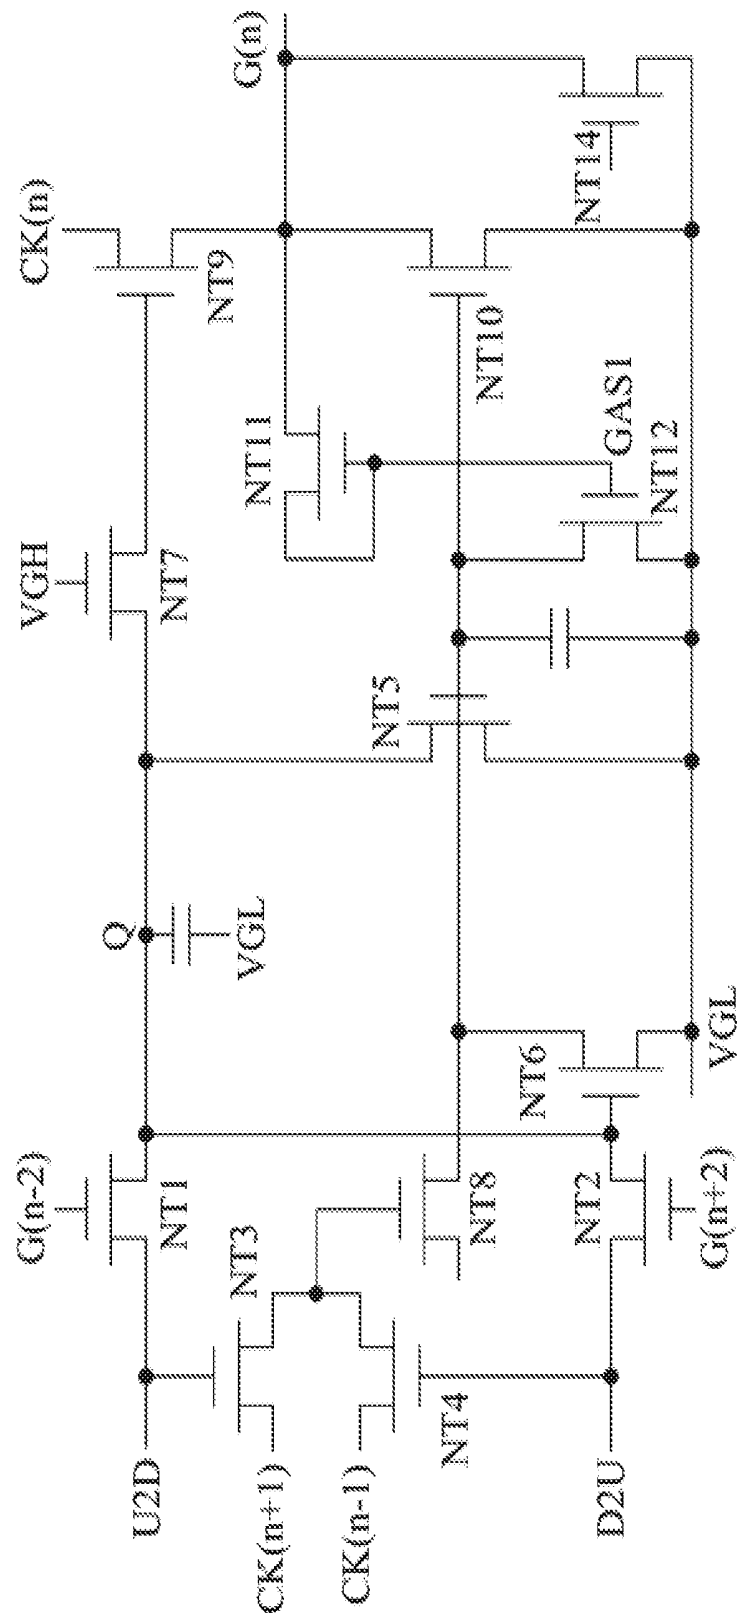 U2D
CK(n+1)
CK(n-1)
D2U
G(n-2)
NT1
NT3
NT4
NT8
NT2
G(n+2)
NT6
VGL
Q
VGL
NT5
VGH
NT7
NT11
GAS1
NT12
NT10
CK(n)
NT9
G(n)
NT14